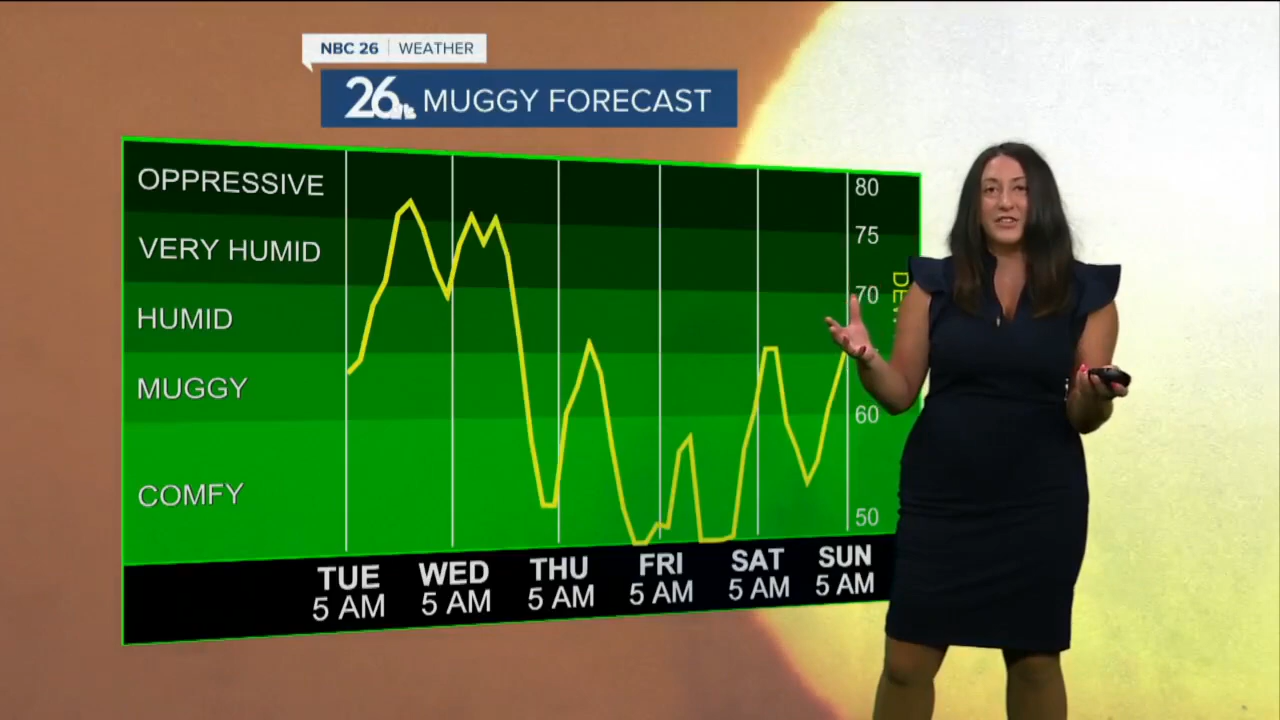 NBC 26 WEATHER
26 MUGGY FORECAST
OPPRESSIVE
VERY HUMID
HUMID
MUGGY
COMFY
80
75
70
60
50
TUE WED THU FRI SAT SUN
5 AM 5 AM 5 AM 5 AM 5 AM 5 AM